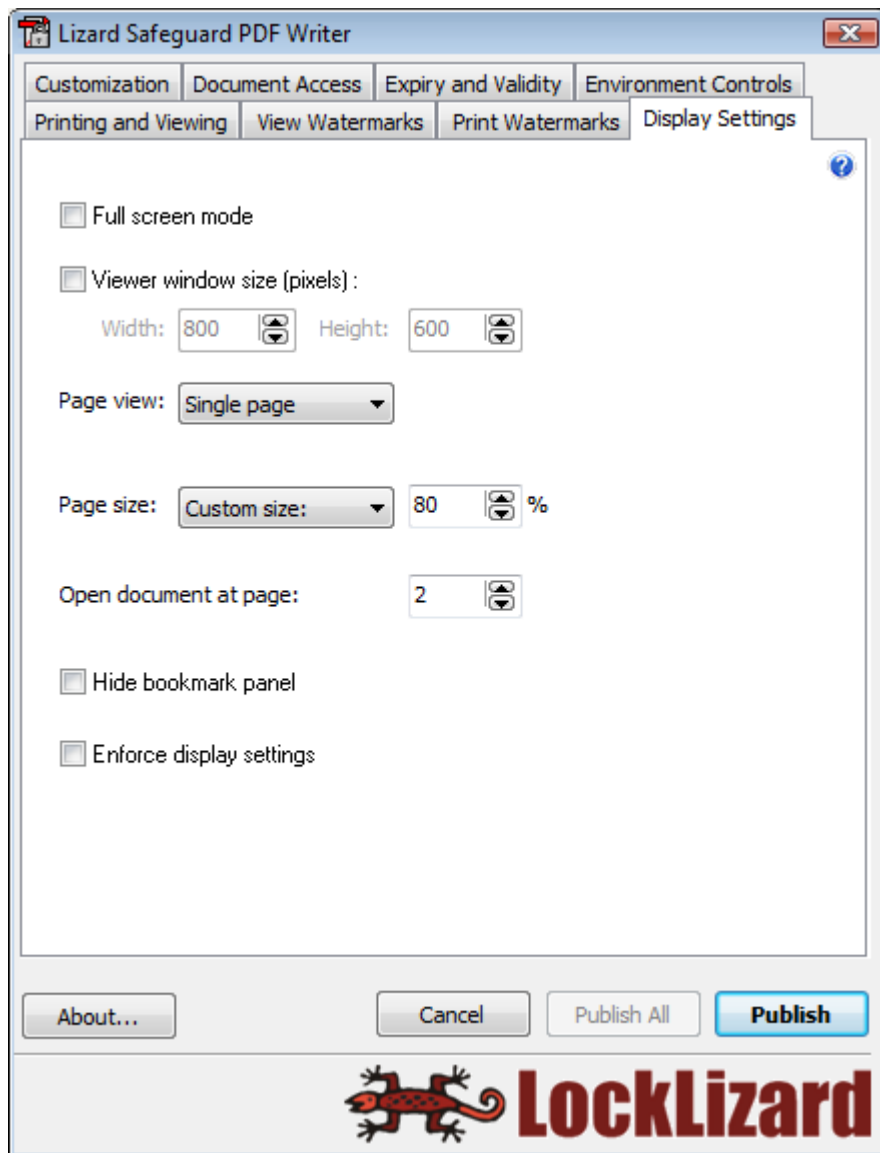 Lizard Safeguard PDF Writer
Customization Document Access Expiry and Validity Environment Controls
Printing and Viewing View Watermarks Print Watermarks Display Settings
?
Full screen mode
Viewer window size (pixels) :
Width: 800 Height: 600
Page view: Single page
Page size: Custom size: 80 %
Open document at page: 2
Hide bookmark panel
Enforce display settings
About... Cancel Publish All Publish
LockLizard